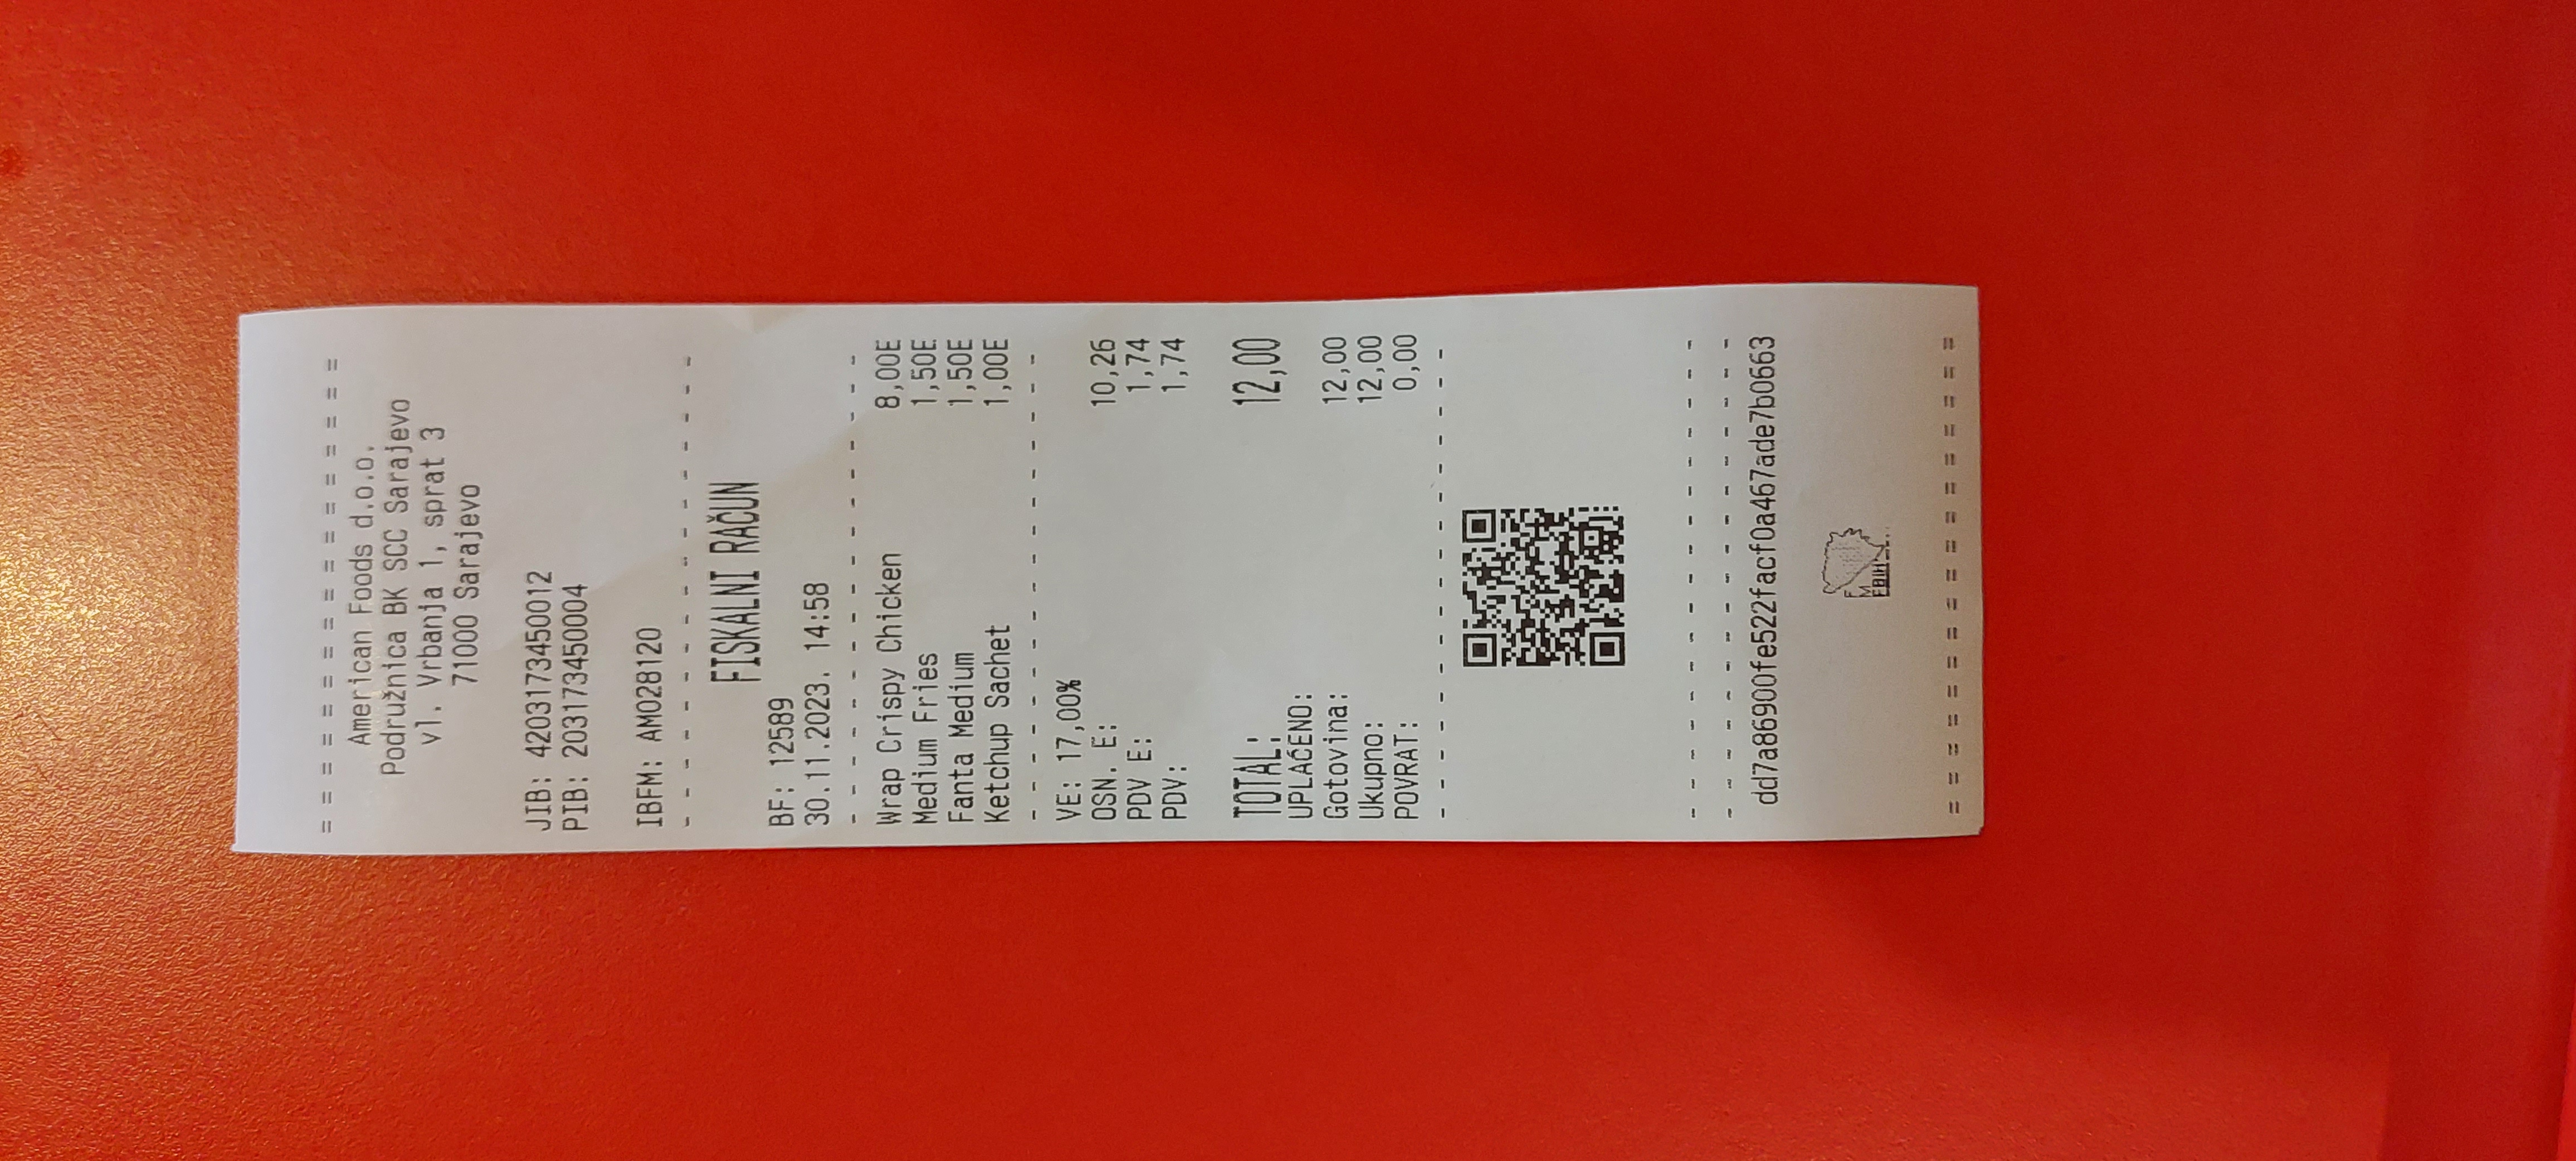 = = = = = = = = = = = = = = = = =
American Foods d.o.o.
Podružnica BK SCC Sarajevo
vl. Vrbanja 1, sprat 3
71000 Sarajevo
JIB: 4203173450012
PIB: 203173450004
IBFM: AM028120
- - - - - - - - - - - - - - - - -
FISKALNI RAČUN
BF: 12589
30.11.2023. 14:58
- - - - - - - - - - - - - - - - -
Wrap Crispy Chicken 8,00E
Medium Fries 1,50E
Fanta Medium 1,50E
Ketchup Sachet 1,00E
- - - - - - - - - - - - - - - - -
VE: 17,00%
OSN. E: 10,26
PDV E: 1,74
PDV: 1,74
TOTAL: 12,00
UPLAĆENO:
Gotovina: 12,00
Ukupno: 12,00
POVRAT: 0,00
- - - - - - - - - - - - - - - - -
- - - - - - - - - - - - - - - - -
- - - - - - - - - - - - - - - - -
dd7a86900fe522facf0a467ade7b0663
F
M
FBIH
= = = = = = = = = = = = = = = = =